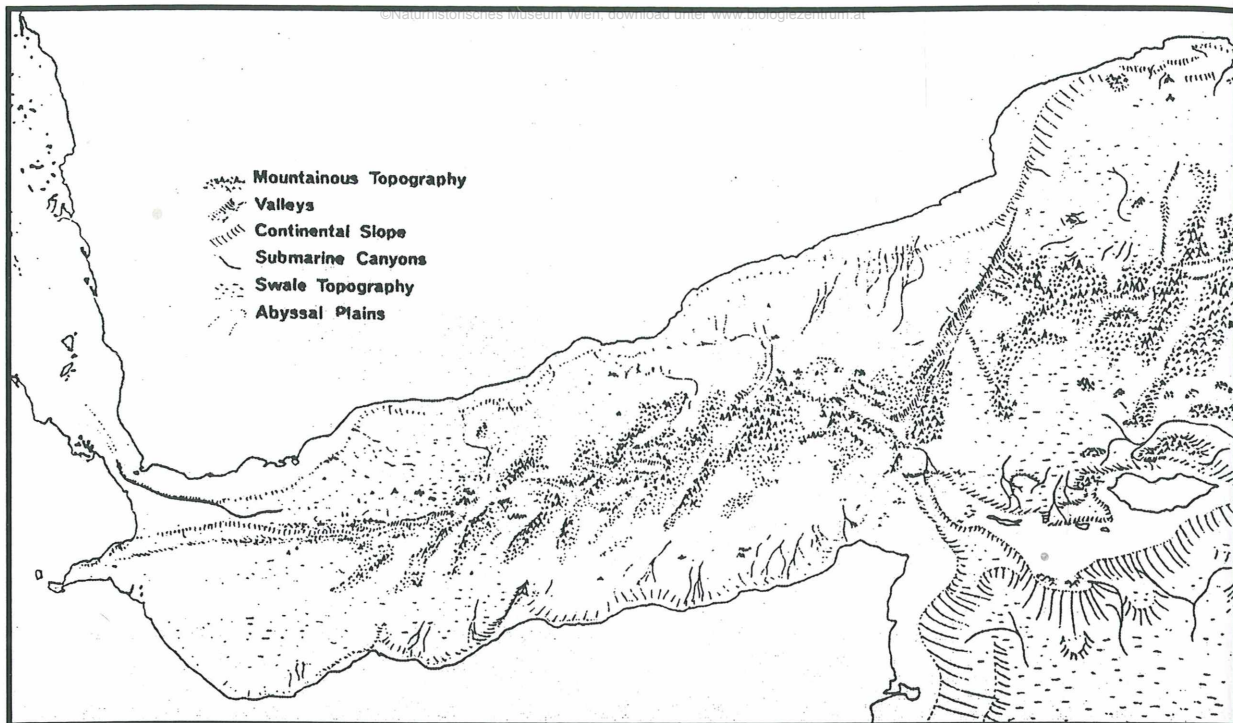 ©Naturhistorisches Museum Wien, download unter www.biologiezentrum.at
Mountainous Topography
Valleys
Continental Slope
Submarine Canyons
Swale Topography
Abyssal Plains